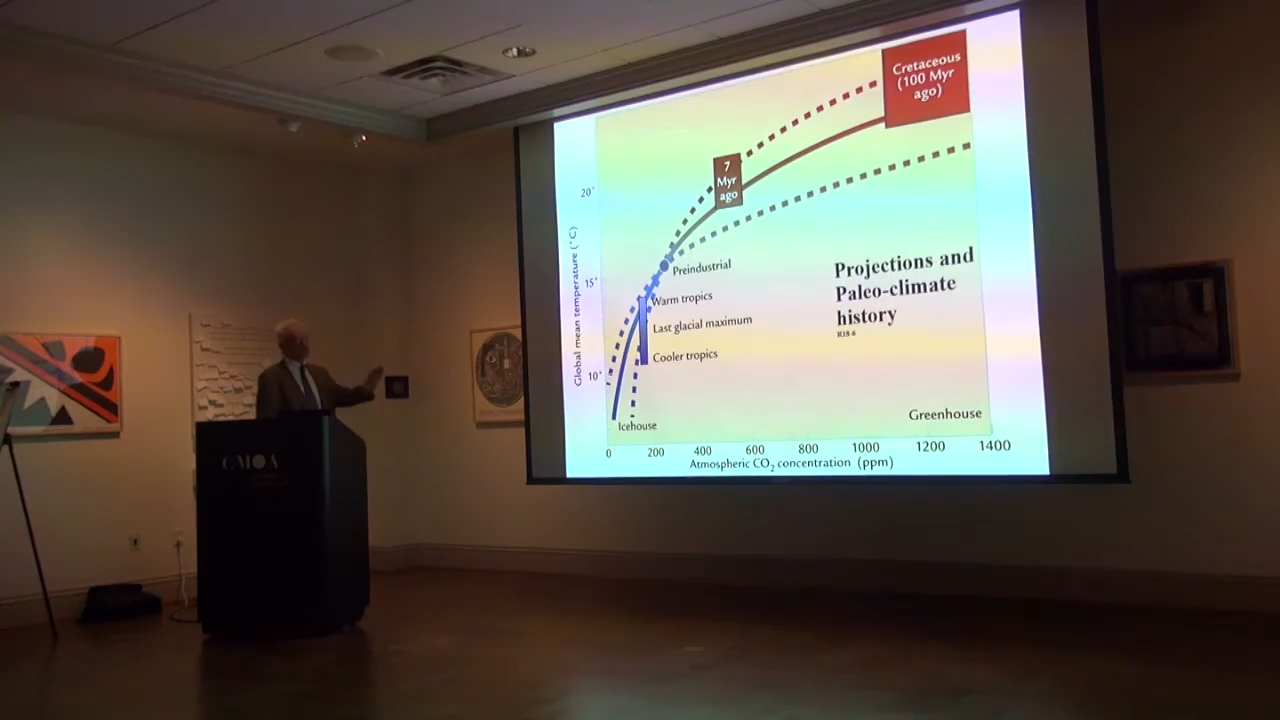 Cretaceous
(100 Myr
ago)
7
Myr
ago
20°
15°
10°
Global mean temperature (°C)
Preindustrial
Warm tropics
Last glacial maximum
Cooler tropics
Icehouse
Projections and
Paleo-climate
history
Greenhouse
0 200 400 600 800 1000 1200 1400
Atmospheric CO₂ concentration (ppm)